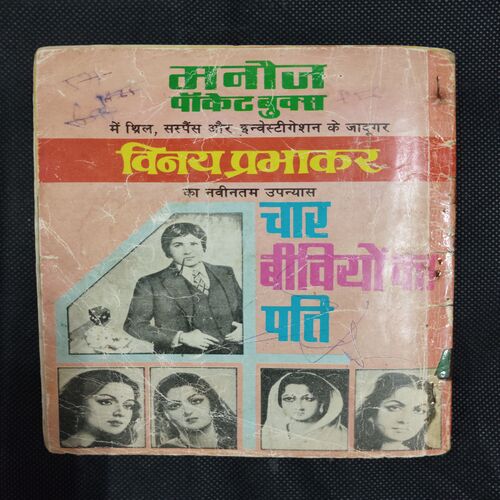 मनोज
पॉकेट बुक्स
में थ्रिल, सस्पैंस और इन्वेस्टीगेशन के जादूगर
विनय प्रभाकर
का नवीनतम उपन्यास
चार
बीवियों का
पति